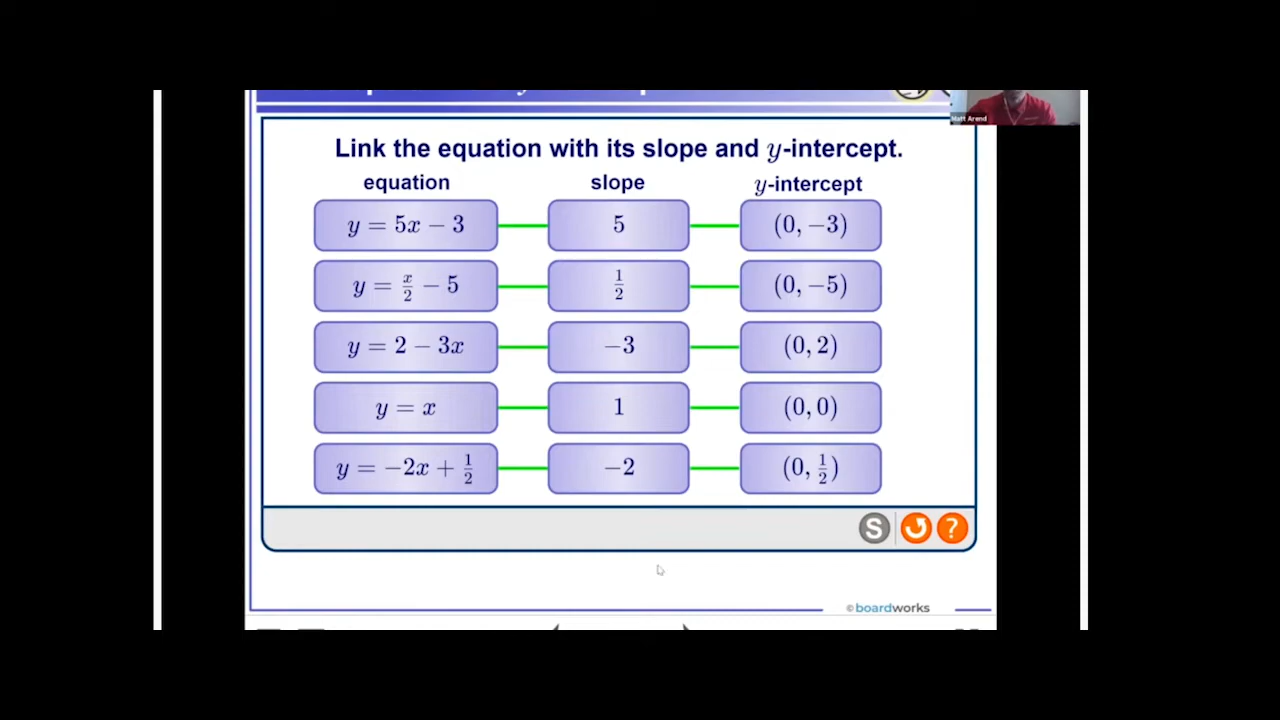 Matt Arend
Link the equation with its slope and y-intercept.
equation slope y-intercept
y = 5x − 3 5 (0, −3)
y = x/2 − 5 1/2 (0, −5)
y = 2 − 3x −3 (0, 2)
y = x 1 (0, 0)
y = −2x + 1/2 −2 (0, 1/2)
S ?
© boardworks